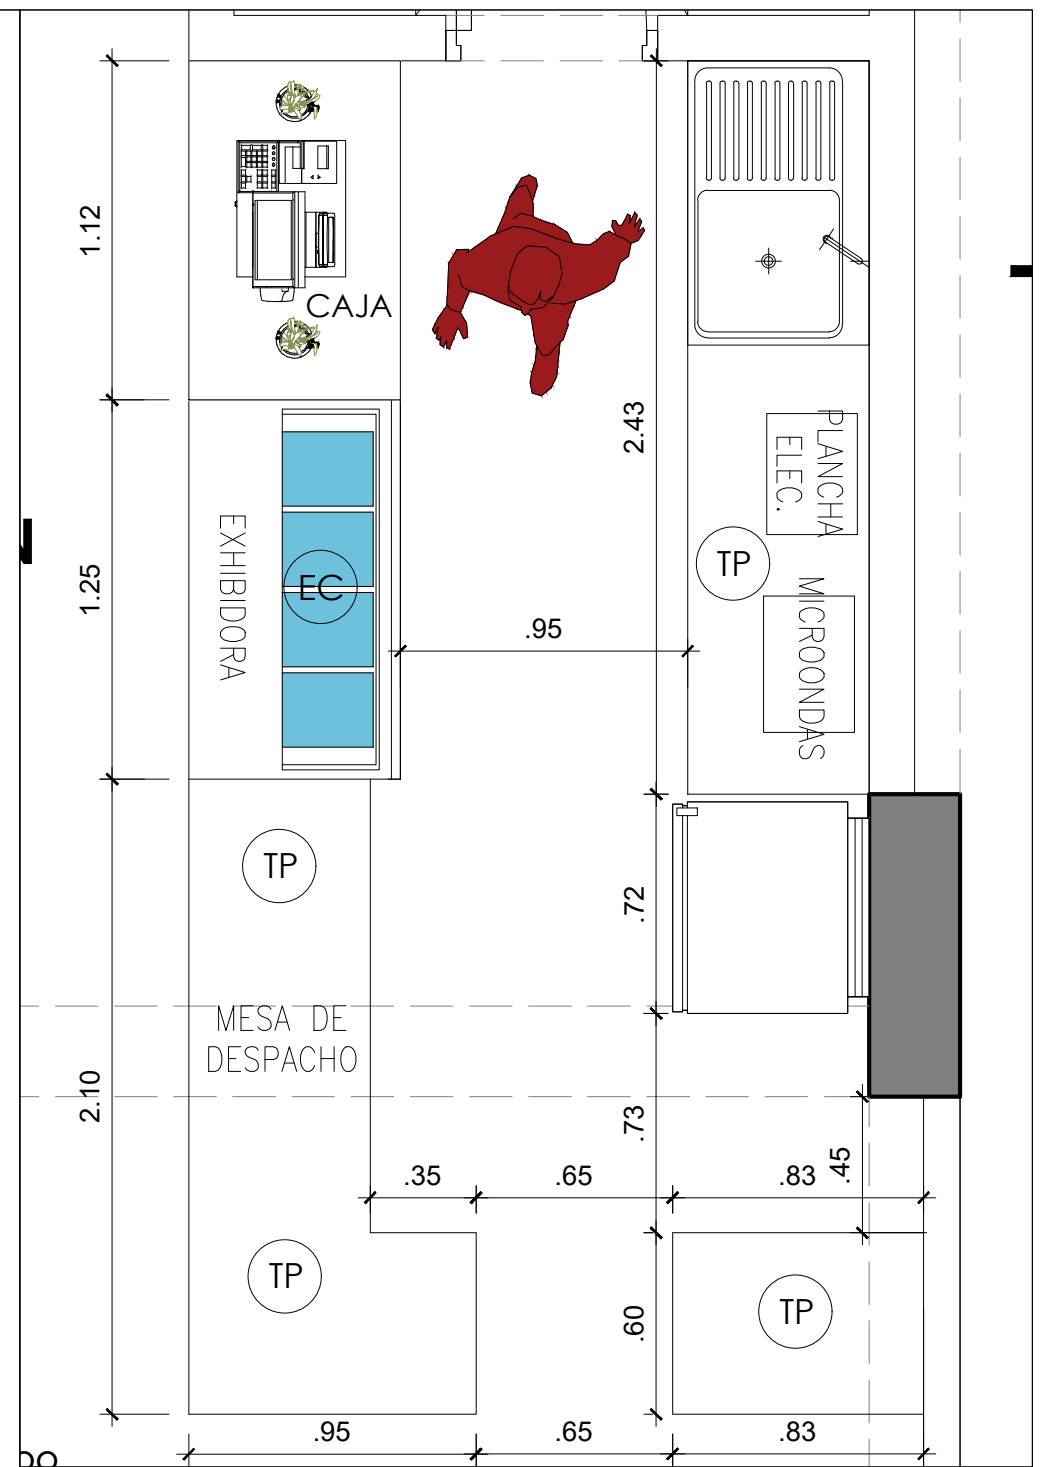 1.12
CAJA
2.43
PLANCHA
ELEC.
1.25
EXHIBIDORA
EC
TP
.95
MICROONDAS
TP
.72
MESA DE
DESPACHO
2.10
.73
.45
.35
.65
.83
TP
.60
TP
.95
.65
.83